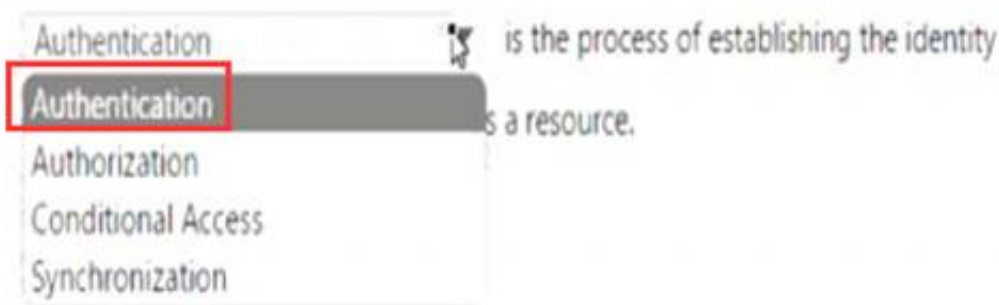 Authentication is the process of establishing the identity
Authentication
s a resource.
Authorization
Conditional Access
Synchronization